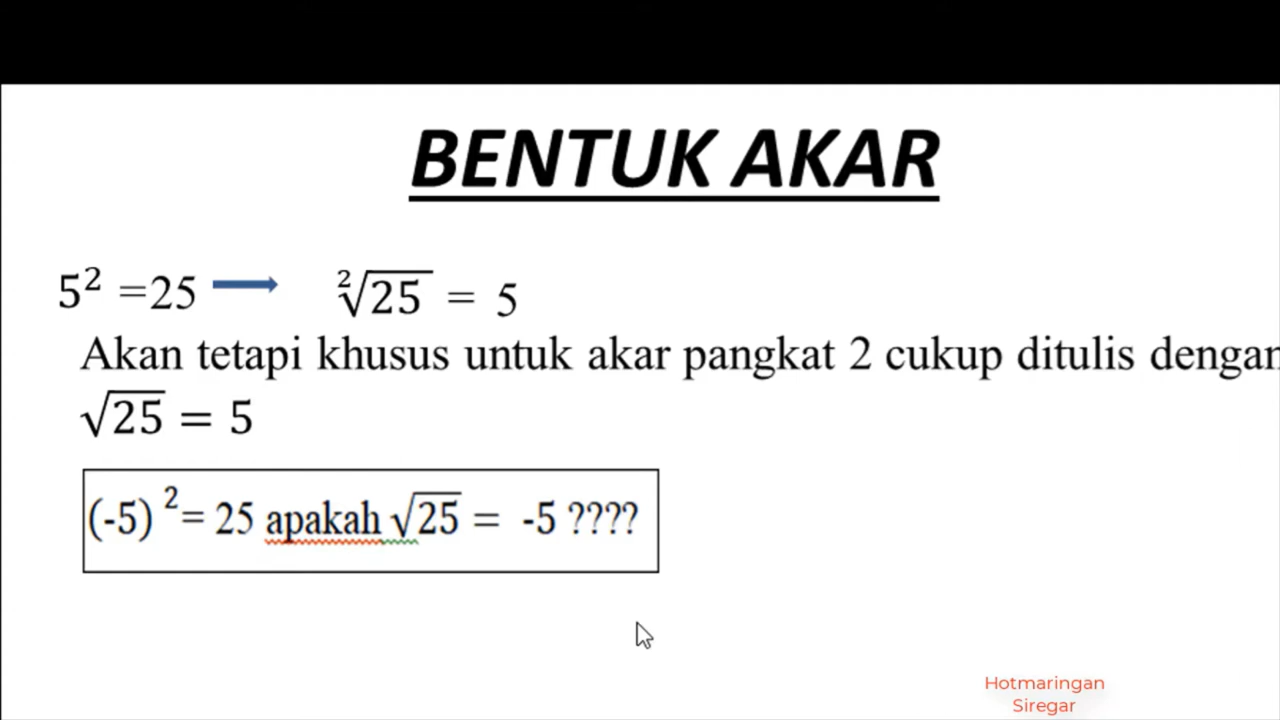 BENTUK AKAR
5² =25 → ²√25 = 5
Akan tetapi khusus untuk akar pangkat 2 cukup ditulis dengan
√25 = 5
(-5) ²= 25 apakah √25 = -5 ????
Hotmaringan
Siregar